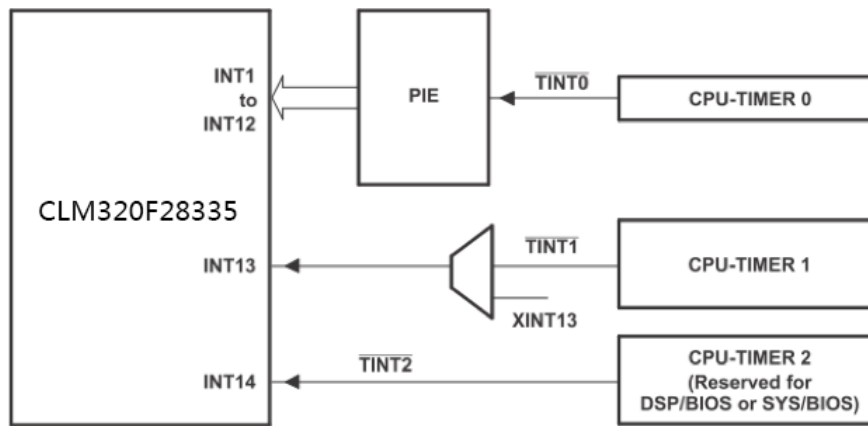 INT1
to
INT12
PIE
TINT0
CPU-TIMER 0
CLM320F28335
INT13
TINT1
CPU-TIMER 1
XINT13
INT14
TINT2
CPU-TIMER 2
(Reserved for
DSP/BIOS or SYS/BIOS)